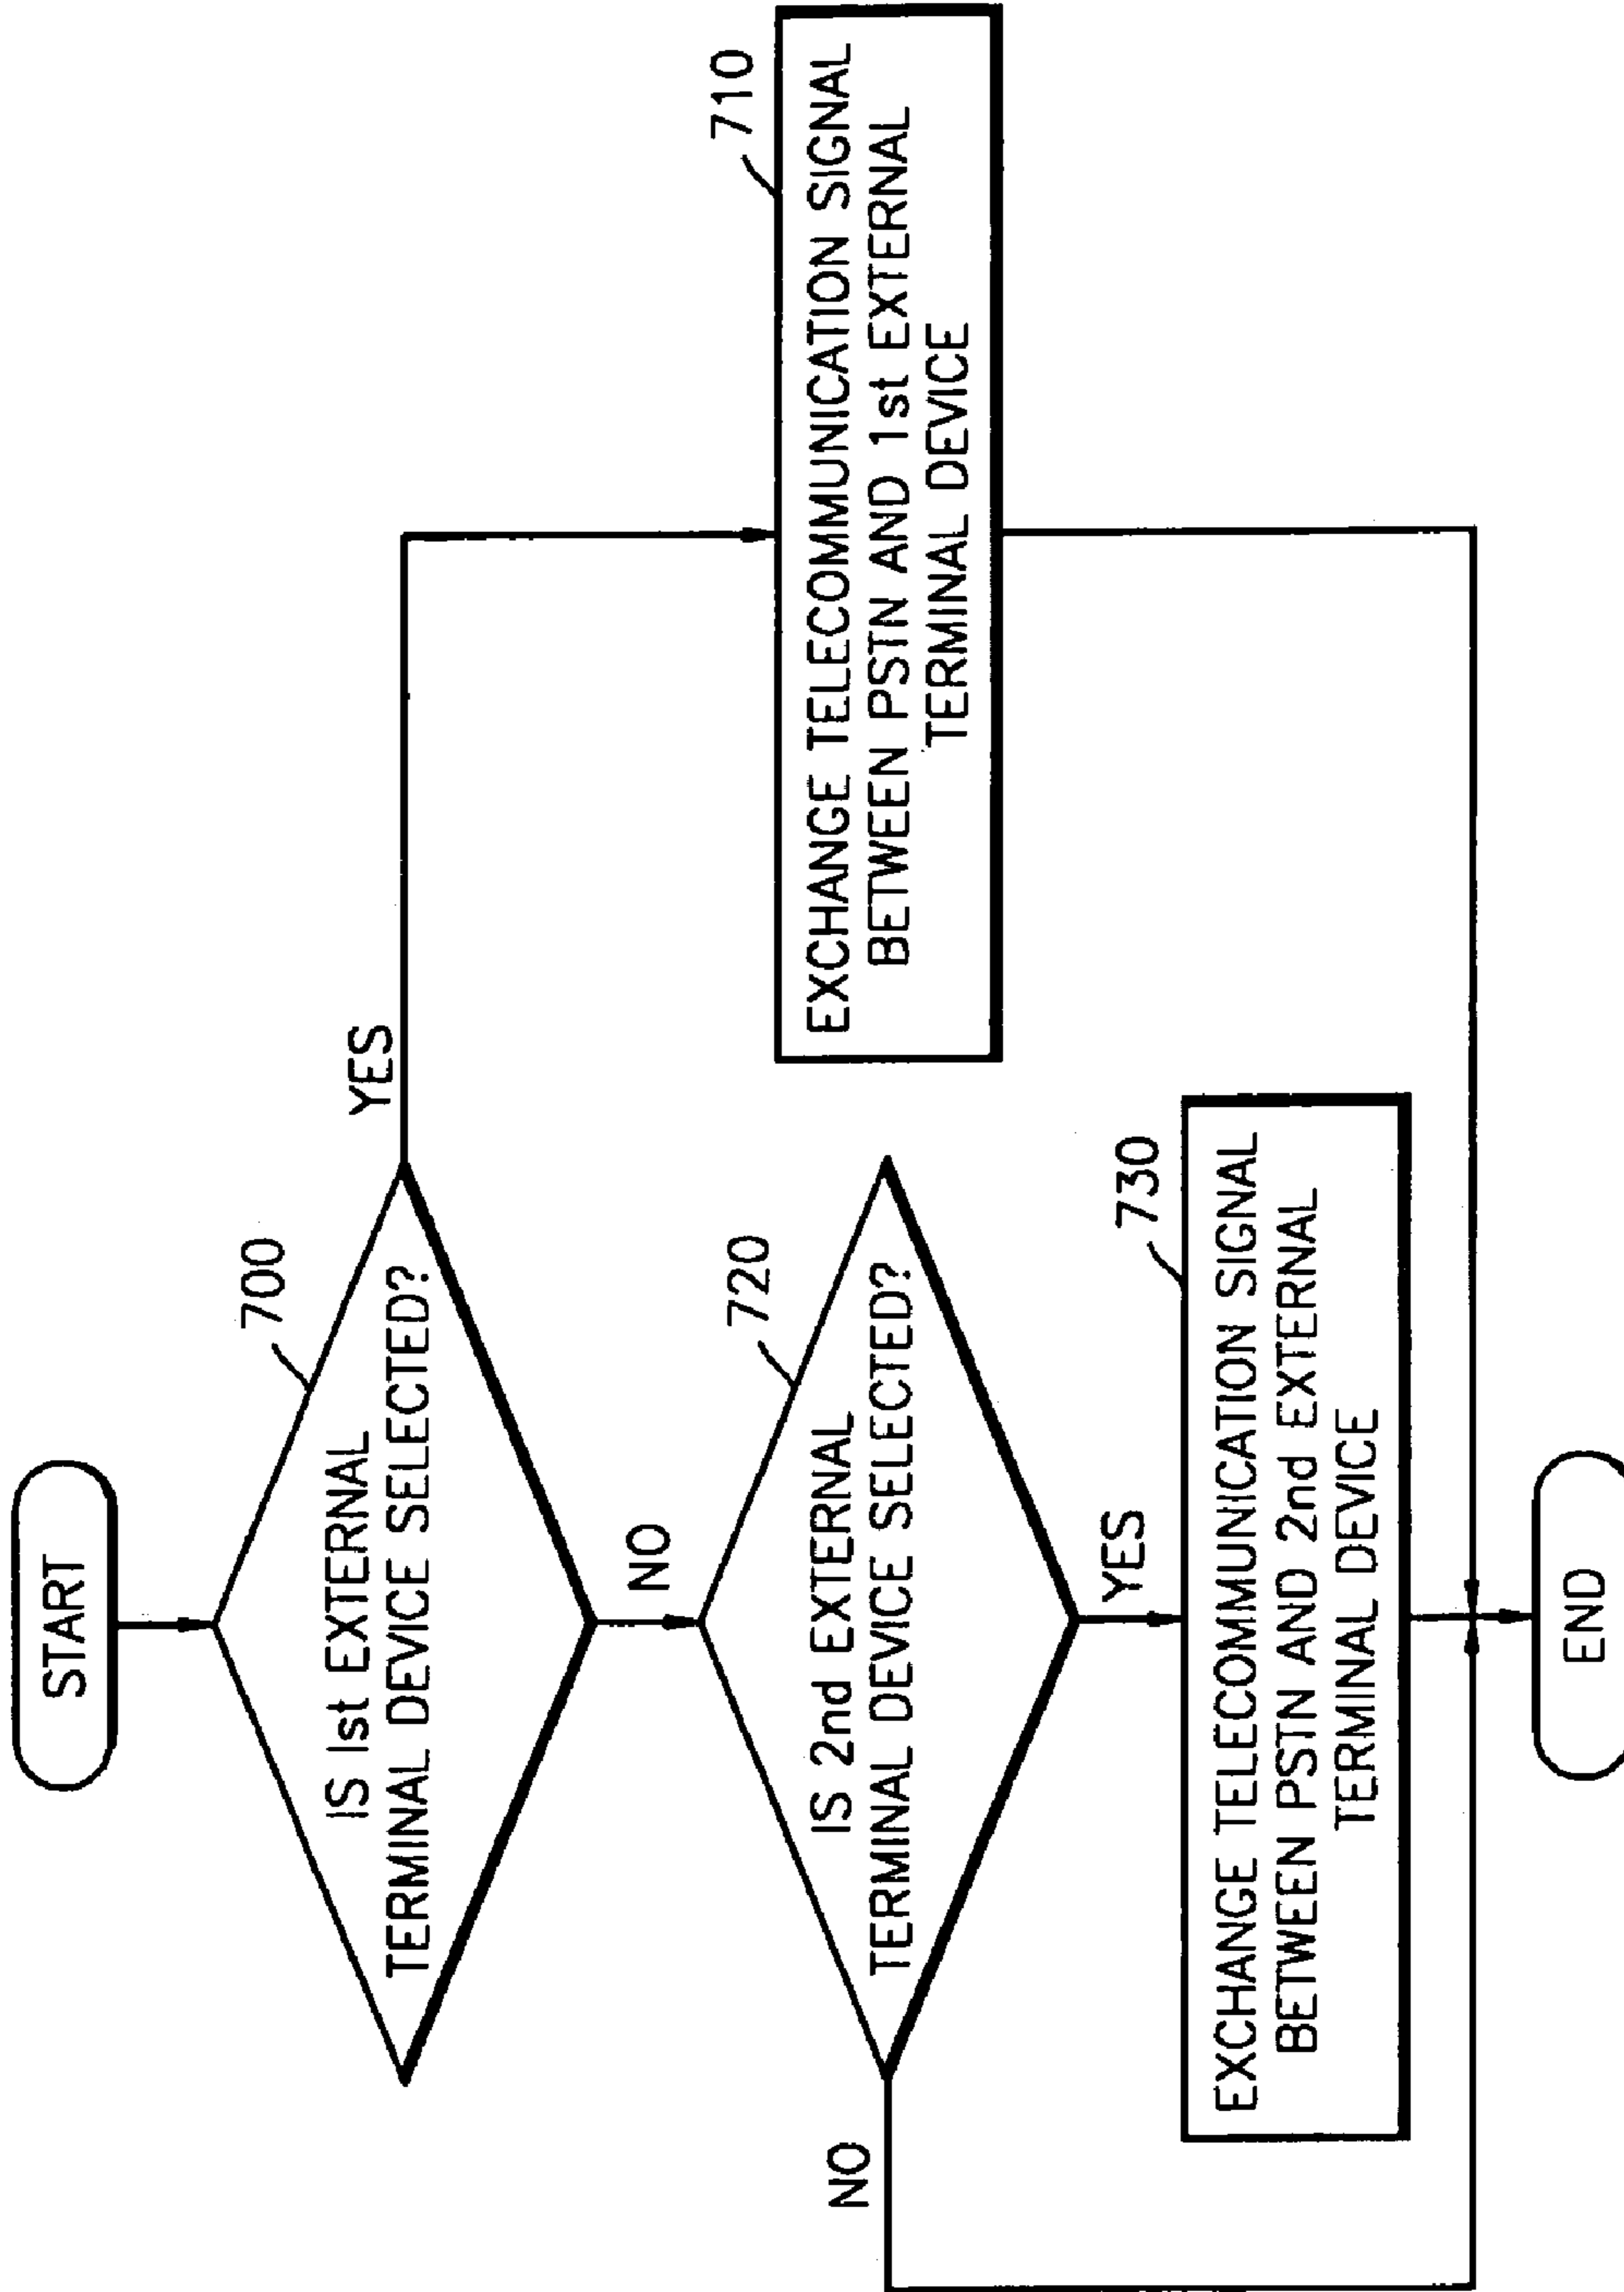 START
700
IS 1st EXTERNAL
TERMINAL DEVICE SELECTED?
YES
NO
710
EXCHANGE TELECOMMUNICATION SIGNAL
BETWEEN PSTN AND 1st EXTERNAL
TERMINAL DEVICE
720
IS 2nd EXTERNAL
TERMINAL DEVICE SELECTED?
NO
YES
730
EXCHANGE TELECOMMUNICATION SIGNAL
BETWEEN PSTN AND 2nd EXTERNAL
TERMINAL DEVICE
END